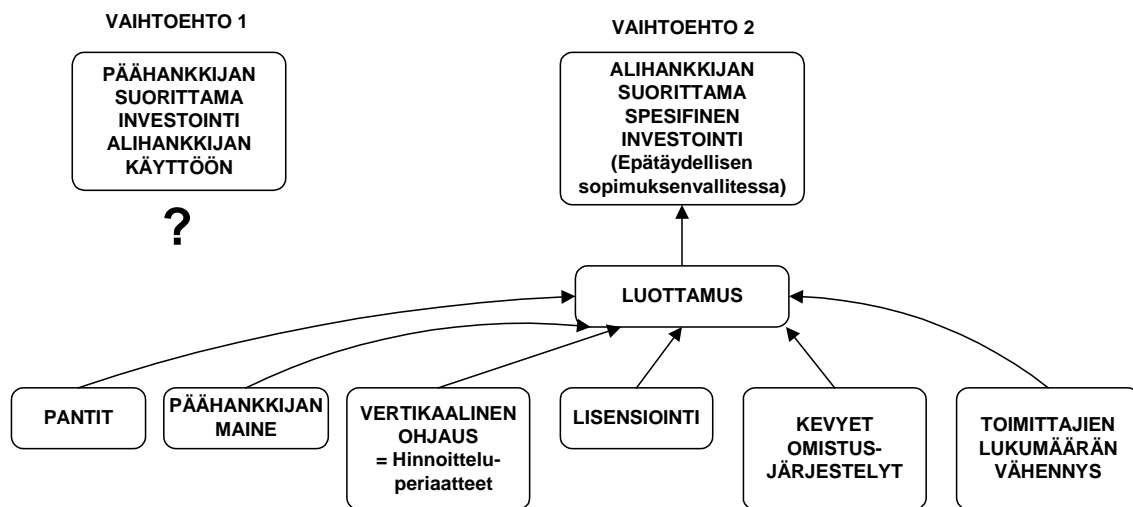 VAIHTOEHTO 1
PÄÄHANKKIJAN
SUORITTAMA
INVESTOINTI
ALIHANKKIJAN
KÄYTTÖÖN
?
VAIHTOEHTO 2
ALIHANKKIJAN
SUORITTAMA
SPESIFINEN
INVESTOINTI
(Epätäydellisen
sopimuksenvallitessa)
LUOTTAMUS
PANTIT
PÄÄHANKKIJAN
MAINE
VERTIKAALINEN
OHJAUS
= Hinnoittelu-
periaatteet
LISENSIOINTI
KEVYET
OMISTUS-
JÄRJESTELYT
TOIMITTAJIEN
LUKUMÄÄRÄN
VÄHENNYS